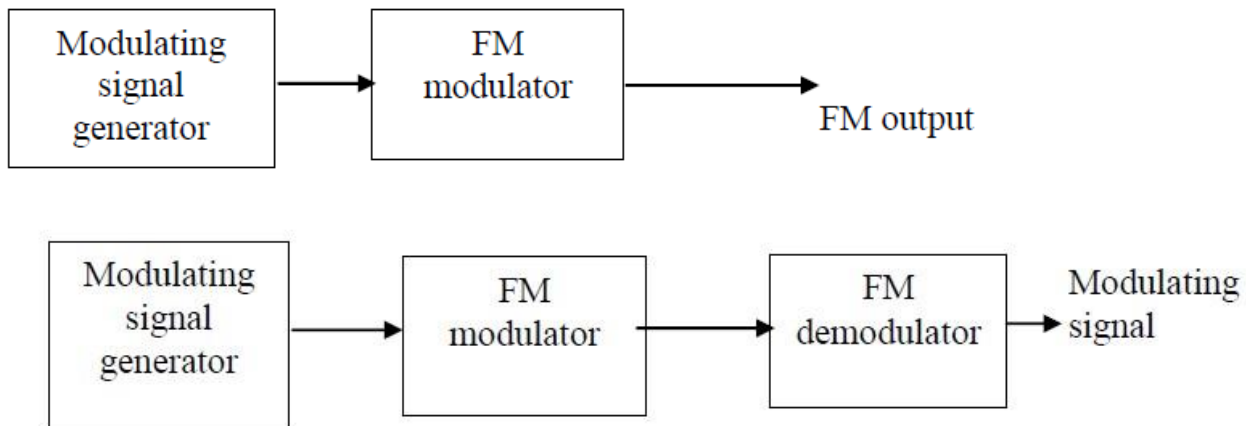 Modulating
signal
generator
FM
modulator
FM output
Modulating
signal
generator
FM
modulator
FM
demodulator
Modulating
signal